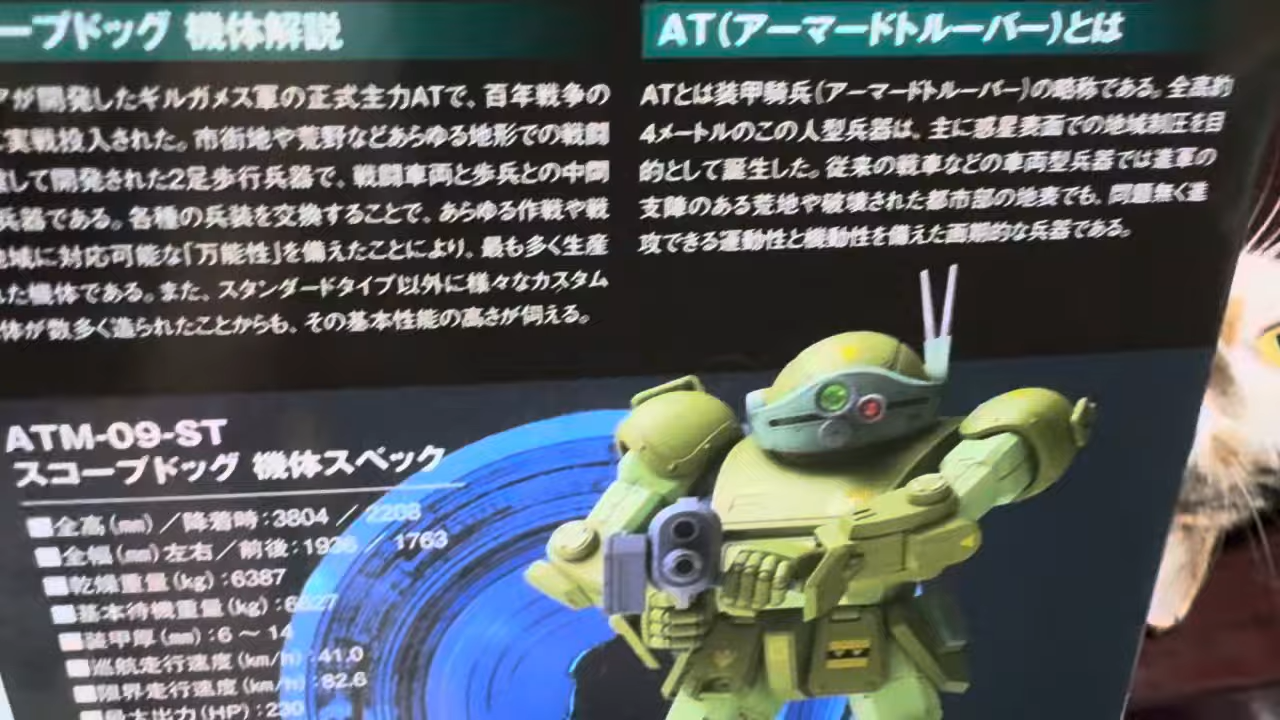 ープドッグ 機体解説
が開発したギルガメス軍の正式主力ATで、百年戦争の
実戦投入された。市街地や荒野などあらゆる地形での戦闘
して開発された2足歩行兵器で、戦闘車両と歩兵との中間
兵器である。各種の兵装を交換することで、あらゆる作戦や戦
域に対応可能な「万能性」を備えたことにより、最も多く生産
た機体である。また、スタンダードタイプ以外に様々なカスタム
体が数多く造られたことからも、その基本性能の高さが伺える。
AT(アーマードトルーパー)とは
ATとは装甲騎兵(アーマードトルーパー)の略称である。全高約
4メートルのこの人型兵器は、主に惑星表面での地域制圧を目
的として誕生した。従来の戦車などの車両型兵器では進軍の
支障のある荒地や破壊された都市部の地表でも、問題無く進
攻できる運動性と機動性を備えた画期的な兵器である。
ATM-09-ST
スコープドッグ 機体スペック
■全高(mm)/降着時:3804 / 2208
■全幅(mm)左右/前後: / 1763
■乾燥重量(kg):6387
■基本待機重量(kg):
■装甲厚(mm):6~14
■巡航走行速度(km/h):41.0
■限界走行速度(km/h):82.6
■最大出力(HP):230